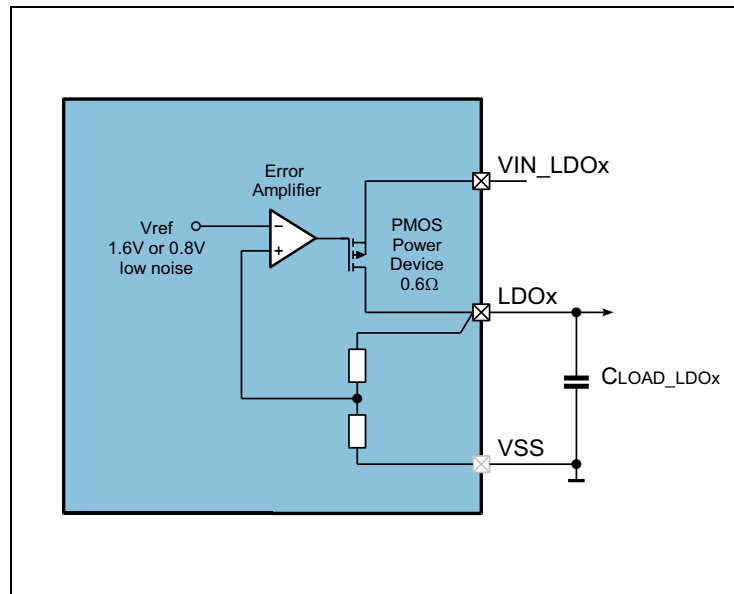 VIN_LDOx
Error
Amplifier
Vref
1.6V or 0.8V
low noise
−
+
PMOS
Power
Device
0.6Ω
LDOx
CLOAD_LDOx
VSS